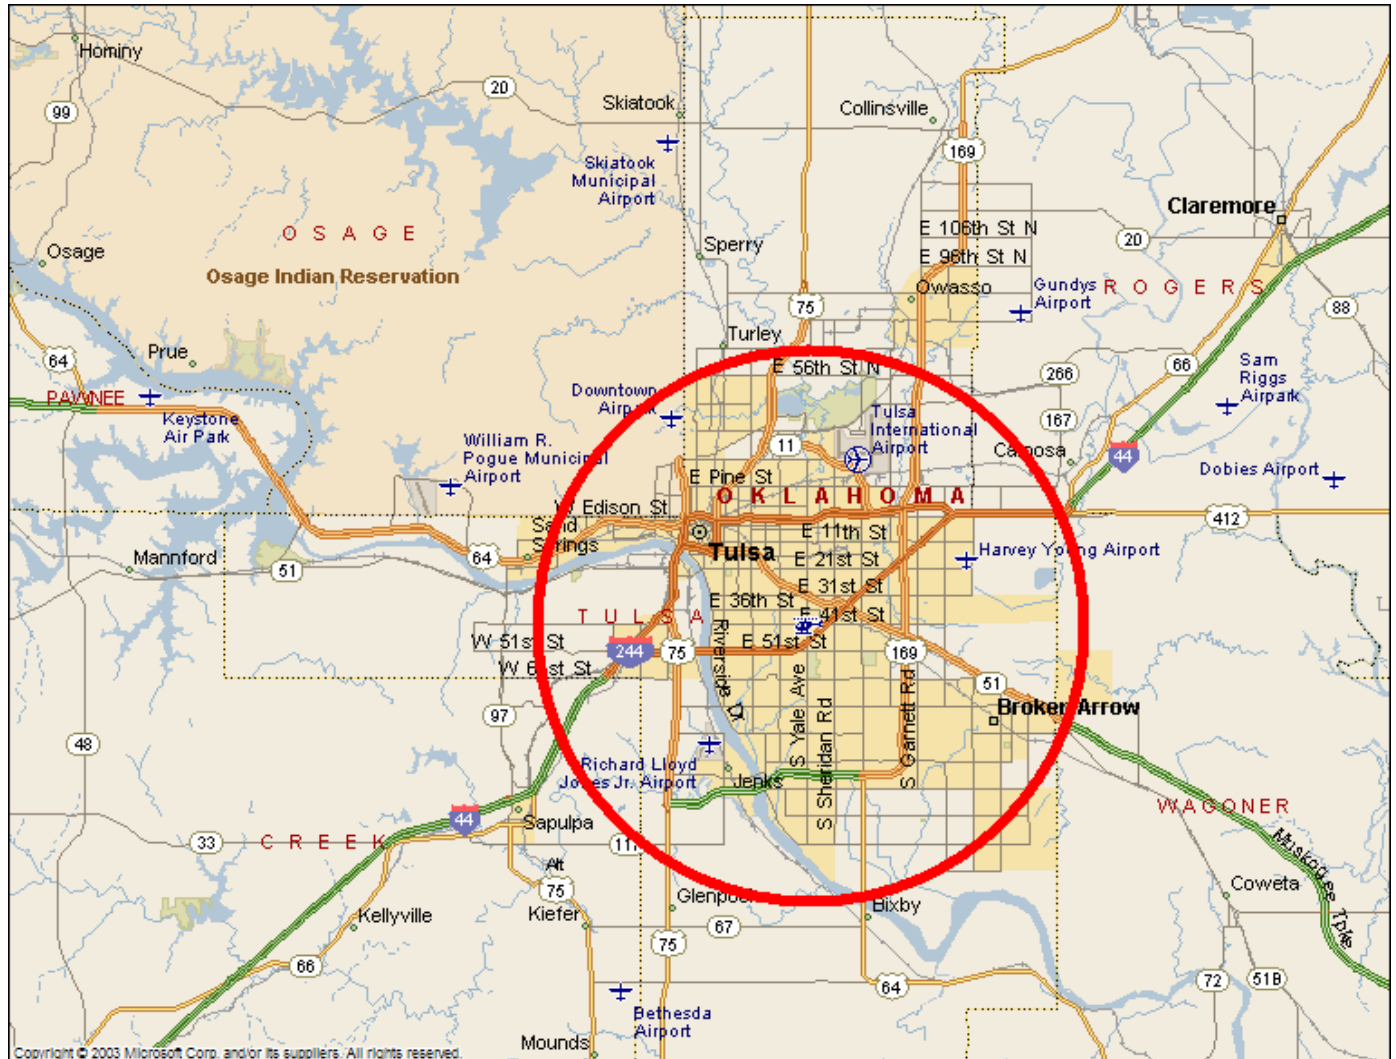 Hominy
20
Skiatook
Collinsville
99
Skiatook
Municipal
Airport
169
Claremore
O S A G E
E 106th St N
20
Sperry
Osage
E 96th St N
Osage Indian Reservation
Owasso
Gundys
Airport
R O G E R S
75
88
Turley
Prue
64
E 56th St N
66
Sam
Riggs
Airpark
266
PAWNEE
Downtown
Airpark
Tulsa
International
Airport
167
Keystone
Air Park
William R.
Pogue Municipal
Airport
11
Catoosa
44
Dobies Airport
E Pine St
O K L A H O M A
W Edison St
412
Sand
Springs
E 11th St
Mannford
64
Tulsa
Harvey Young Airport
51
E 21st St
E 31st St
E 36th St
T U L S A
E 41st St
W 51st St
244
75
E 51st St
169
W 61st St
Riverside Dr
S Yale Ave
S Sheridan Rd
S Garnett Rd
51
Broken Arrow
97
48
Richard Lloyd
Jones Jr. Airport
Jenks
WAGONER
44
Sapulpa
33
C R E E K
117
Muskogee Tpke
Alt
75
Coweta
Glenpool
Kellyville
Kiefer
Bixby
67
75
66
64
72
51B
Bethesda
Airport
Mounds
Copyright © 2003 Microsoft Corp. and/or its suppliers. All rights reserved.